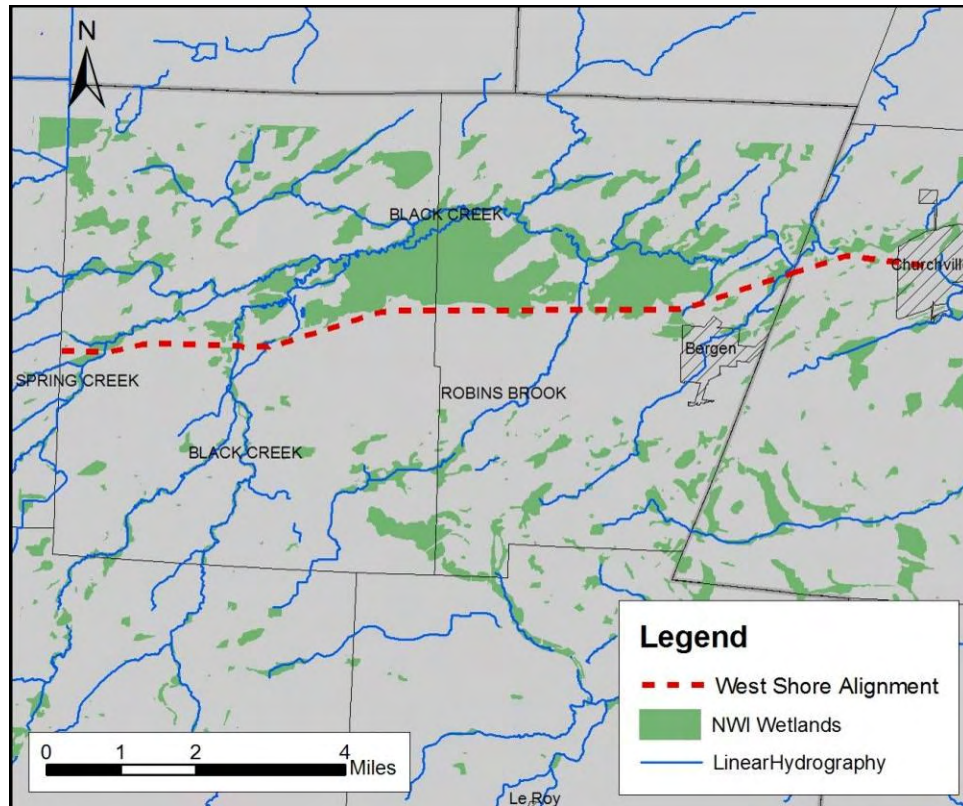 N
BLACK CREEK
Churchville
Bergen
SPRING CREEK
ROBINS BROOK
BLACK CREEK
Legend
West Shore Alignment
NWI Wetlands
LinearHydrography
0 1 2 4
Miles
Le Roy